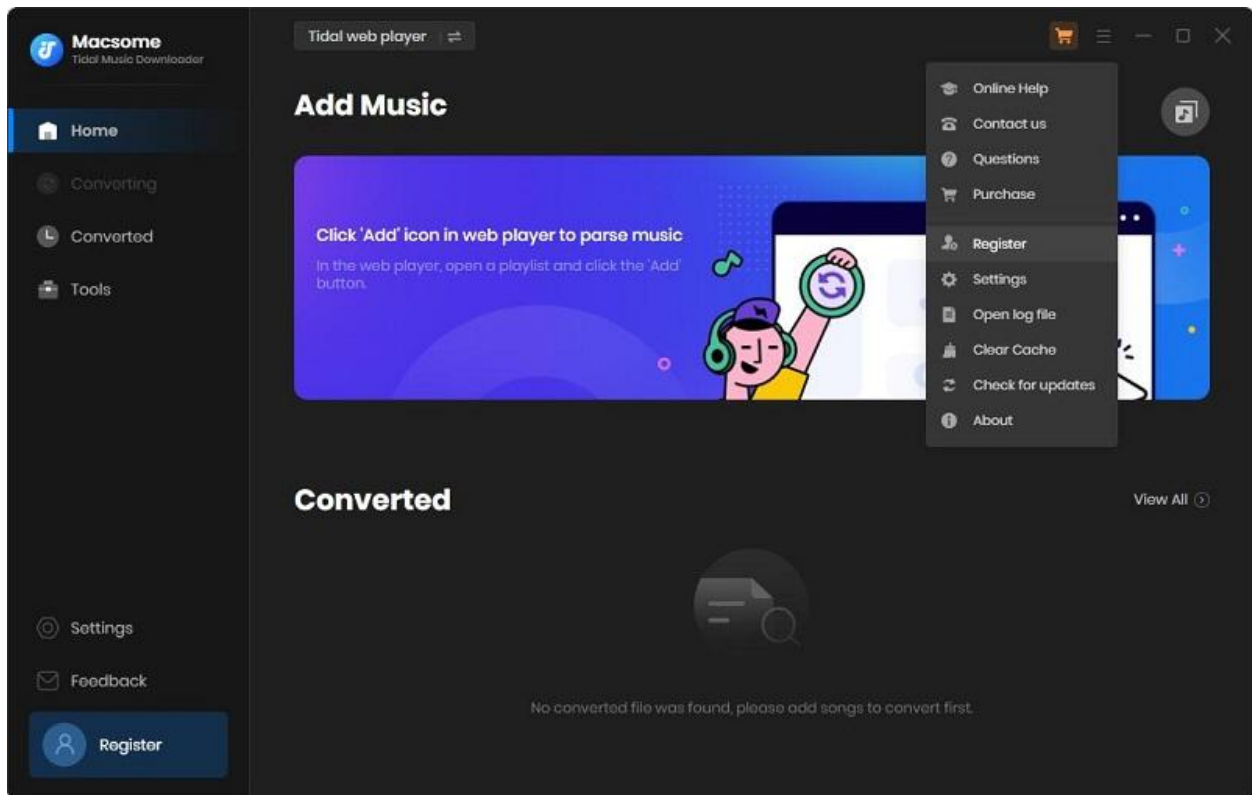 Macsome
Tidal Music Downloader
Home
Converting
Converted
Tools
Settings
Feedback
Register
Tidal web player
Add Music
Click 'Add' icon in web player to parse music
In the web player, open a playlist and click the 'Add'
button.
Online Help
Contact us
Questions
Purchase
Register
Settings
Open log file
Clear Cache
Check for updates
About
Converted
View All
No converted file was found, please add songs to convert first.